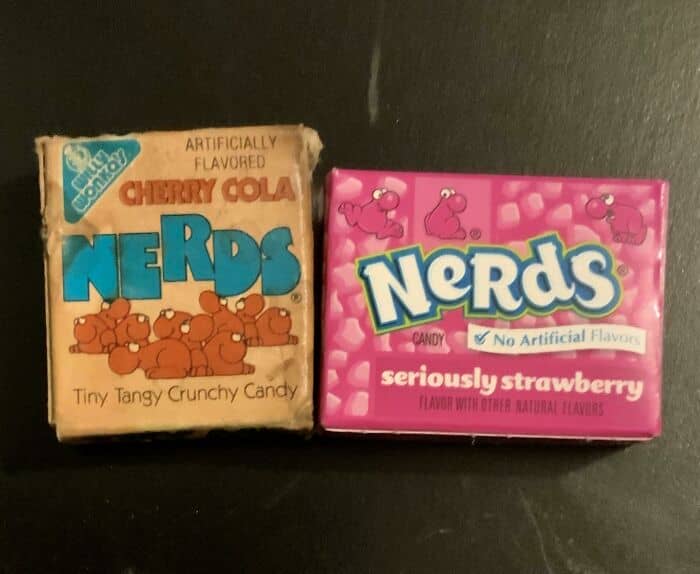 WILLY
WONKA'S
ARTIFICIALLY
FLAVORED
CHERRY COLA
NERDS
®
Tiny Tangy Crunchy Candy
®
NeRdS
®
CANDY
No Artificial Flavors
seriously strawberry
FLAVOR WITH OTHER NATURAL FLAVORS